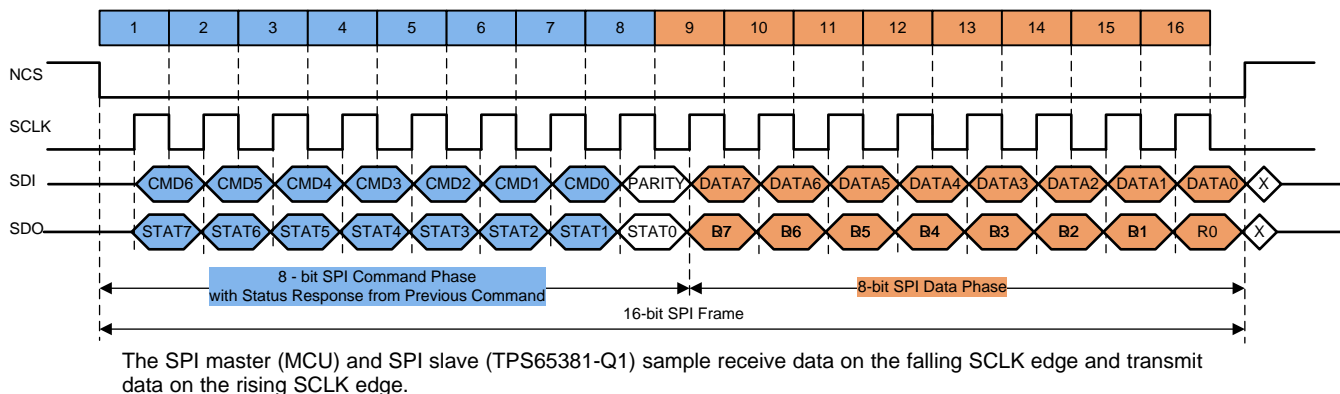 1 2 3 4 5 6 7 8 9 10 11 12 13 14 15 16
NCS
SCLK
SDI CMD6 CMD5 CMD4 CMD3 CMD2 CMD1 CMD0 PARITY DATA7 DATA6 DATA5 DATA4 DATA3 DATA2 DATA1 DATA0 X
SDO STAT7 STAT6 STAT5 STAT4 STAT3 STAT2 STAT1 STAT0 R7 R6 R5 R4 R3 R2 R1 R0 X
8 - bit SPI Command Phase
with Status Response from Previous Command
8-bit SPI Data Phase
16-bit SPI Frame
The SPI master (MCU) and SPI slave (TPS65381-Q1) sample receive data on the falling SCLK edge and transmit
data on the rising SCLK edge.